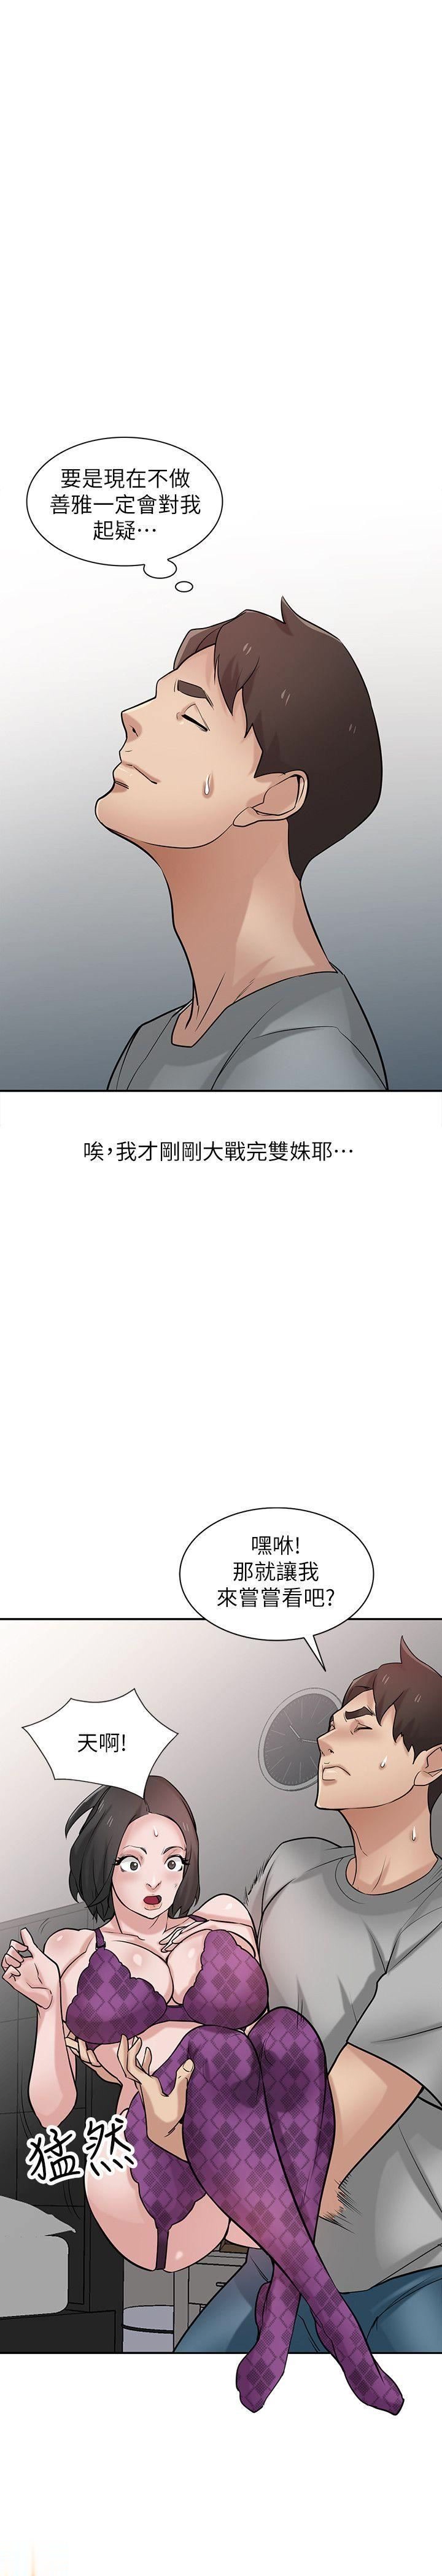 要是現在不做
善雅一定會對我
起疑…
唉，我才剛剛大戰完雙姝耶…
嘿咻!
那就讓我
來嘗嘗看吧?
天啊!
猛然